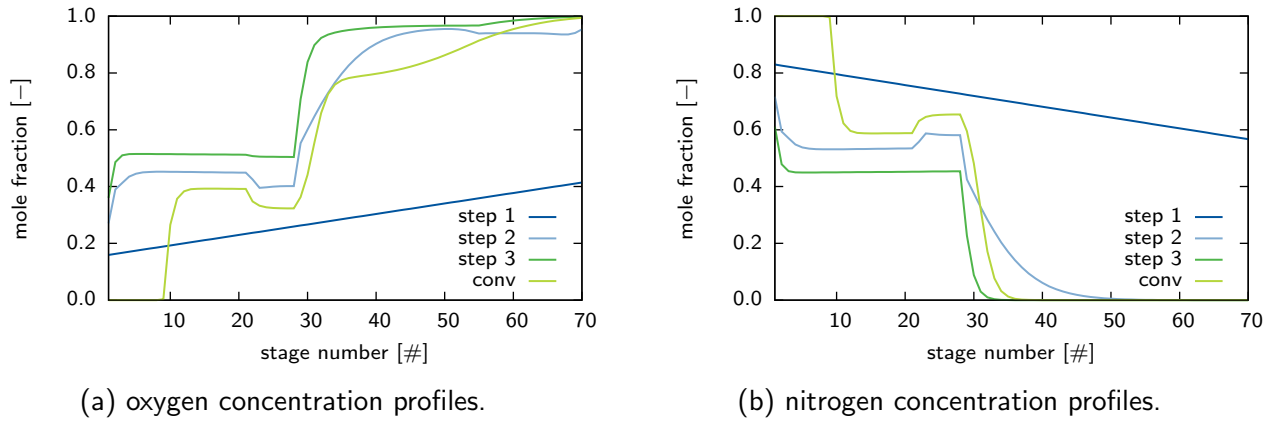 1.0
0.8
0.6
0.4
0.2
0.0
mole fraction [−]
10 20 30 40 50 60 70
stage number [#]
step 1
step 2
step 3
conv
(a) oxygen concentration profiles.
1.0
0.8
0.6
0.4
0.2
0.0
mole fraction [−]
10 20 30 40 50 60 70
stage number [#]
step 1
step 2
step 3
conv
(b) nitrogen concentration profiles.